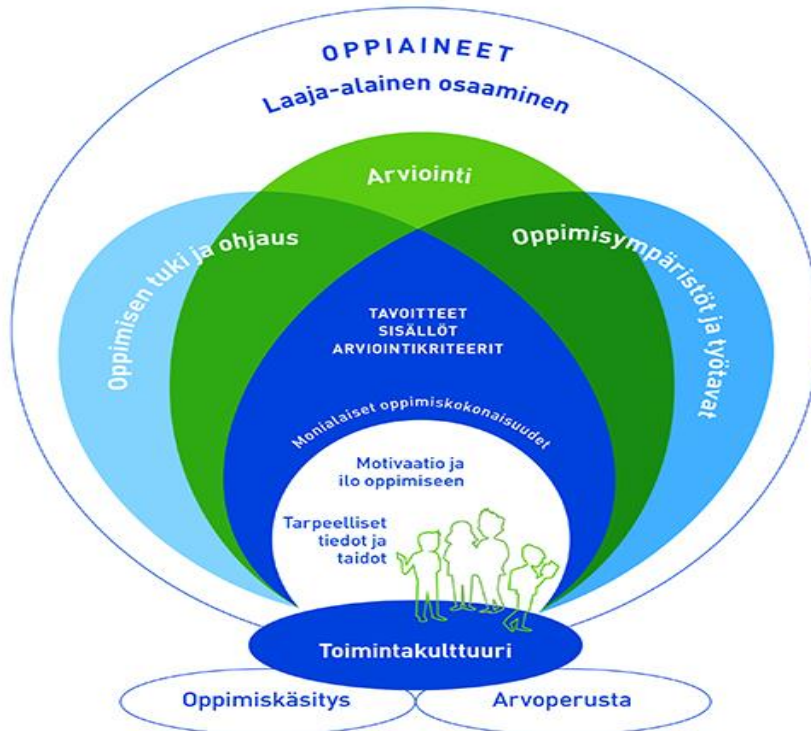 OPPIAINEET
Laaja-alainen osaaminen
Arviointi
Oppimisen tuki ja ohjaus
Oppimisympäristöt ja työtavat
TAVOITTEET
SISÄLLÖT
ARVIOINTIKRITEERIT
Monialaiset oppimiskokonaisuudet
Motivaatio ja
ilo oppimiseen
Tarpeelliset
tiedot ja
taidot
Toimintakulttuuri
Oppimiskäsitys
Arvoperusta